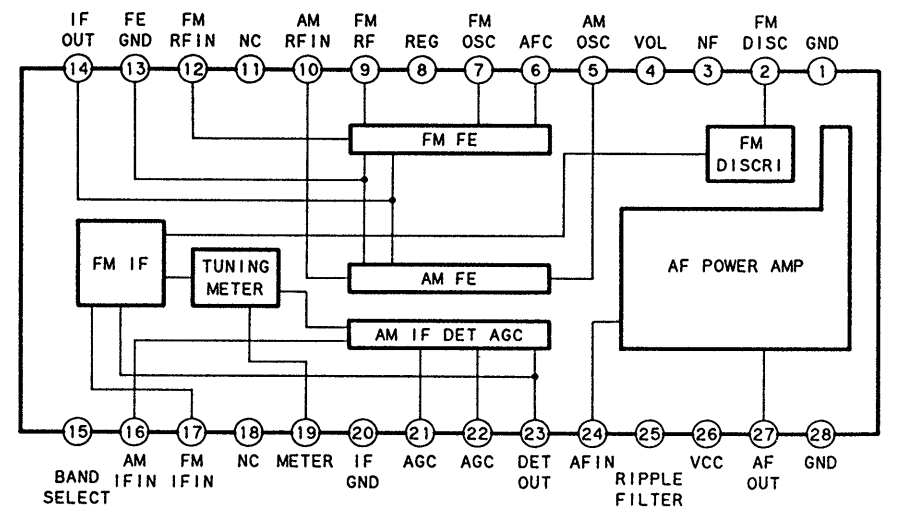 IF OUT
FE GND
FM RFIN
NC
AM RFIN
FM RF
REG
FM OSC
AFC
AM OSC
VOL
NF
FM DISC
GND
14 13 12 11 10 9 8 7 6 5 4 3 2 1
FM FE
FM
DISCRI
FM IF
TUNING
METER
AM FE
AF POWER AMP
AM IF DET AGC
15 16 17 18 19 20 21 22 23 24 25 26 27 28
BAND
SELECT
AM
IFIN
FM
IFIN
NC
METER
IF
GND
AGC
AGC
DET
OUT
AFIN
RIPPLE
FILTER
VCC
AF
OUT
GND